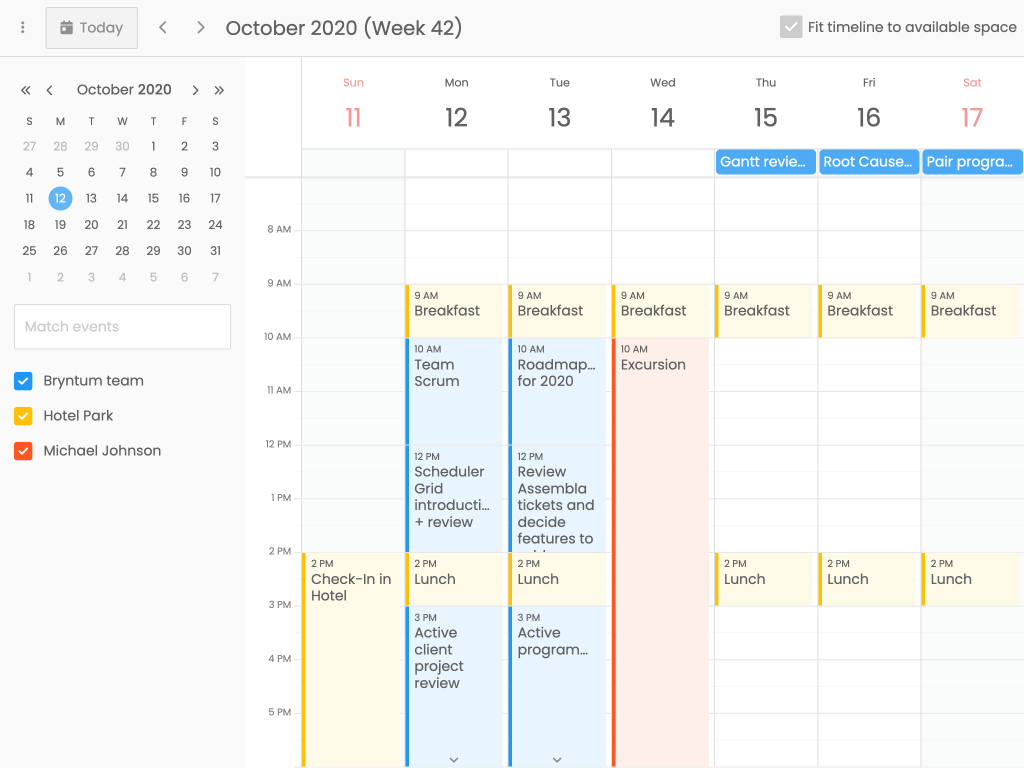 Today
October 2020 (Week 42)
Fit timeline to available space
October 2020
S M T W T F S
27 28 29 30 1 2 3
4 5 6 7 8 9 10
11 12 13 14 15 16 17
18 19 20 21 22 23 24
25 26 27 28 29 30 31
1 2 3 4 5 6 7
Match events
Bryntum team
Hotel Park
Michael Johnson
Sun Mon Tue Wed Thu Fri Sat
11 12 13 14 15 16 17
Gantt revie... Root Cause... Pair progra...
8 AM
9 AM
10 AM
11 AM
12 PM
1 PM
2 PM
3 PM
4 PM
5 PM
2 PM
Check-In in
Hotel
9 AM
Breakfast
10 AM
Team
Scrum
12 PM
Scheduler
Grid
introducti...
+ review
2 PM
Lunch
3 PM
Active
client
project
review
9 AM
Breakfast
10 AM
Roadmap...
for 2020
12 PM
Review
Assembla
tickets and
decide
features to
2 PM
Lunch
3 PM
Active
program...
9 AM
Breakfast
10 AM
Excursion
9 AM
Breakfast
2 PM
Lunch
9 AM
Breakfast
2 PM
Lunch
9 AM
Breakfast
2 PM
Lunch